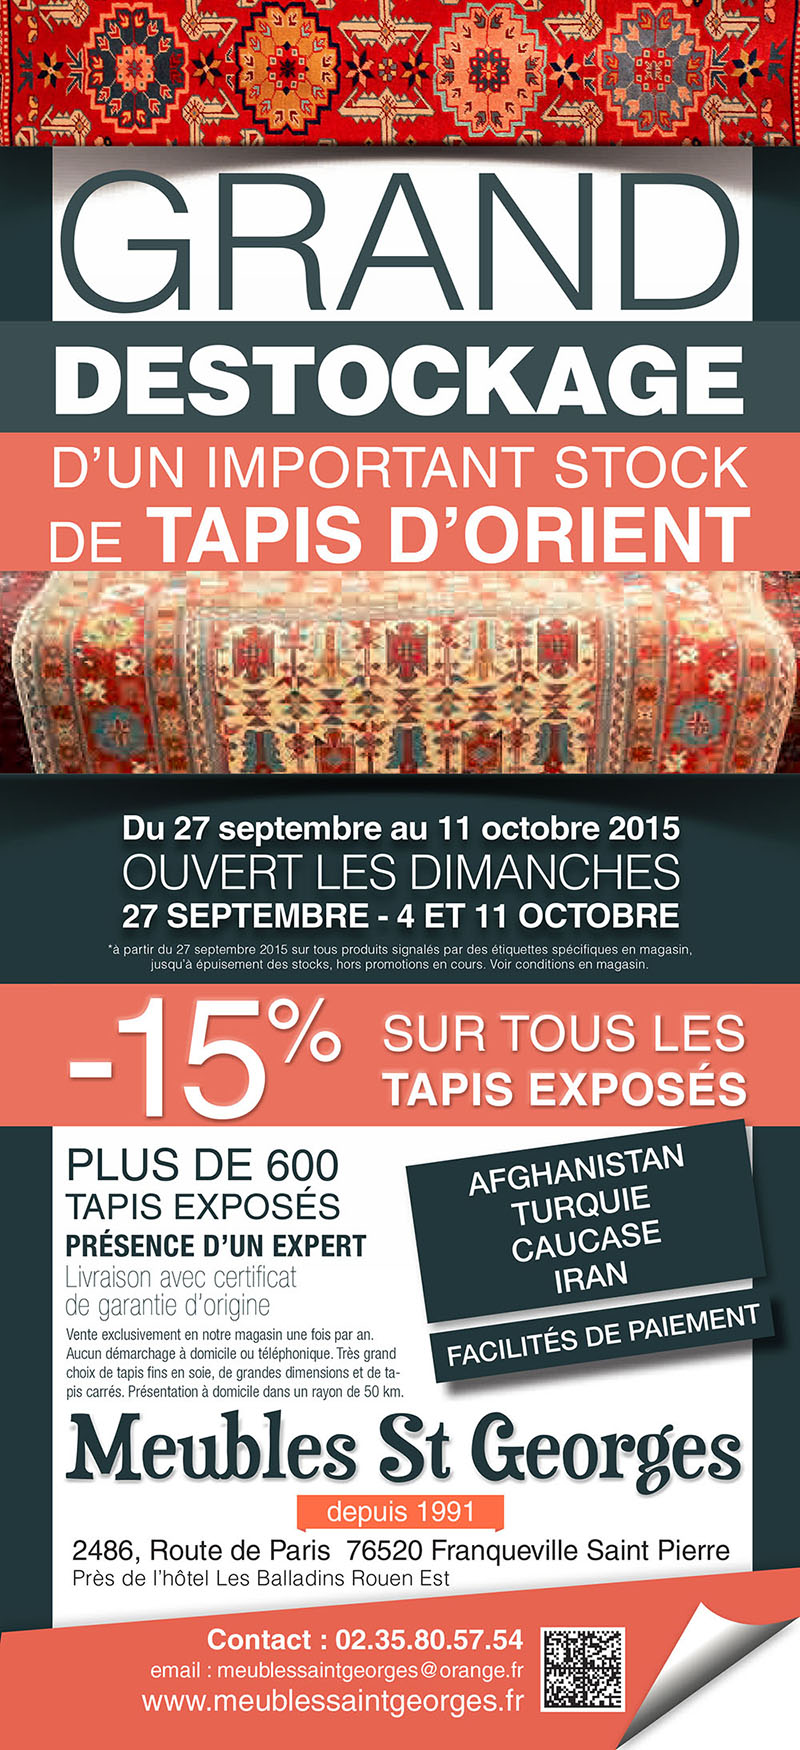 GRAND
DESTOCKAGE
D'UN IMPORTANT STOCK
DE TAPIS D'ORIENT
Du 27 septembre au 11 octobre 2015
OUVERT LES DIMANCHES
27 SEPTEMBRE - 4 ET 11 OCTOBRE
*à partir du 27 septembre 2015 sur tous produits signalés par des étiquettes spécifiques en magasin,
jusqu'à épuisement des stocks, hors promotions en cours. Voir conditions en magasin.
-15%
SUR TOUS LES
TAPIS EXPOSÉS
PLUS DE 600
TAPIS EXPOSÉS
PRÉSENCE D'UN EXPERT
Livraison avec certificat
de garantie d'origine
Vente exclusivement en notre magasin une fois par an.
Aucun démarchage à domicile ou téléphonique. Très grand
choix de tapis fins en soie, de grandes dimensions et de ta-
pis carrés. Présentation à domicile dans un rayon de 50 km.
AFGHANISTAN
TURQUIE
CAUCASE
IRAN
FACILITÉS DE PAIEMENT
Meubles St Georges
depuis 1991
2486, Route de Paris 76520 Franqueville Saint Pierre
Près de l'hôtel Les Balladins Rouen Est
Contact : 02.35.80.57.54
email : meublessaintgeorges@orange.fr
www.meublessaintgeorges.fr